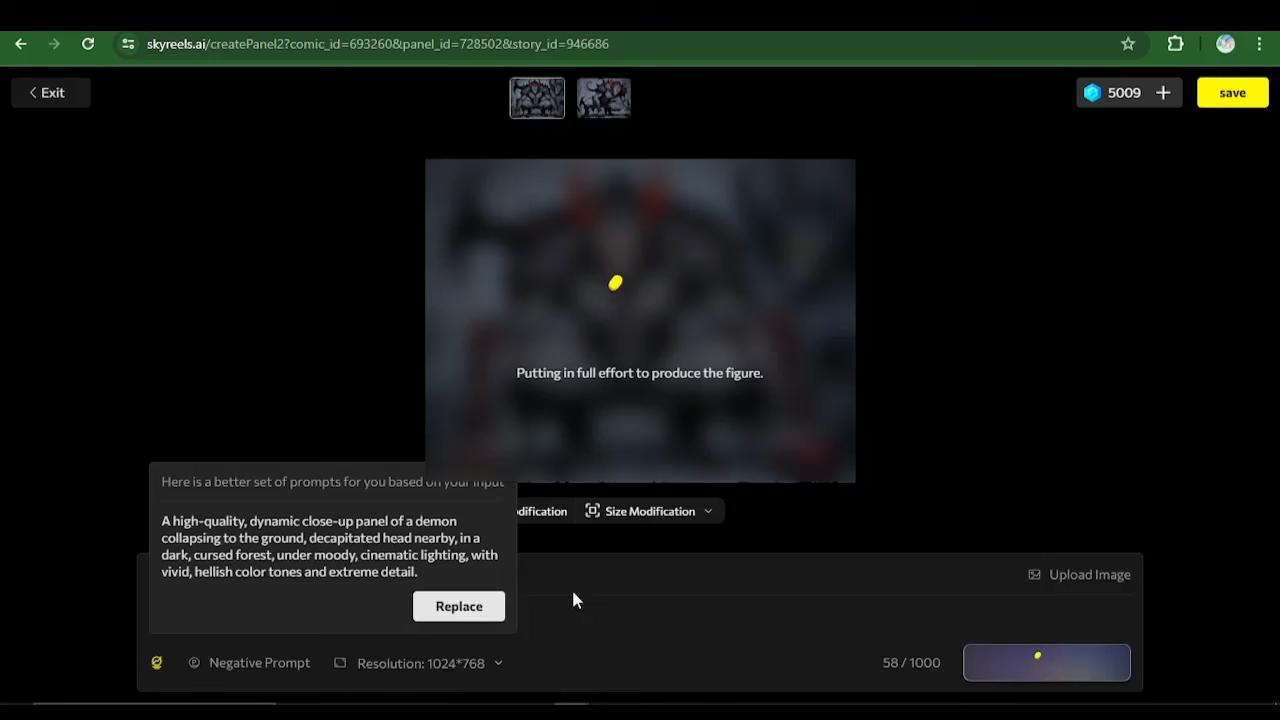 skyreels.ai/createPanel2?comic_id=693260&panel_id=728502&story_id=946686
Exit
5009
save
Putting in full effort to produce the figure.
Here is a better set of prompts for you based on your input
A high-quality, dynamic close-up panel of a demon
collapsing to the ground, decapitated head nearby, in a
dark, cursed forest, under moody, cinematic lighting, with
vivid, hellish color tones and extreme detail.
Replace
odification
Size Modification
Upload Image
Negative Prompt
Resolution: 1024*768
58 / 1000